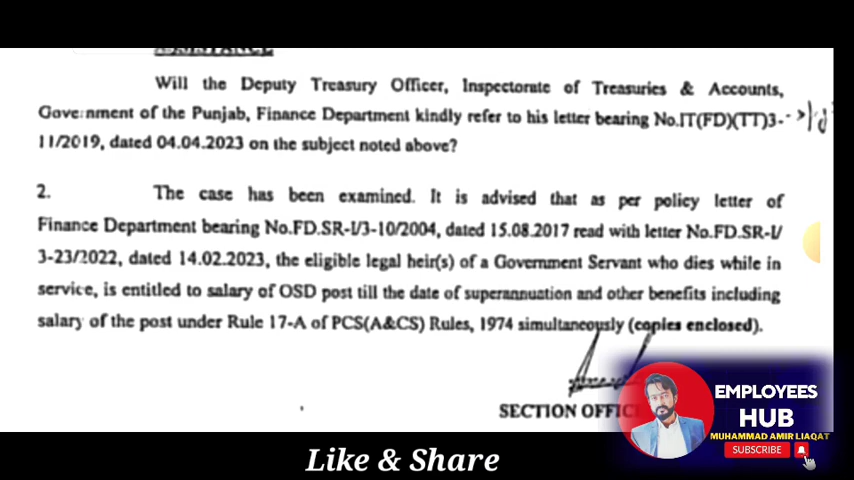 ASSISTANCE
Will the Deputy Treasury Officer, Inspectorate of Treasuries & Accounts,
Government of the Punjab, Finance Department kindly refer to his letter bearing No.IT(FD)(TT)3-
11/2019, dated 04.04.2023 on the subject noted above?
2. The case has been examined. It is advised that as per policy letter of
Finance Department bearing No.FD.SR-I/3-10/2004, dated 15.08.2017 read with letter No.FD.SR-I/
3-23/2022, dated 14.02.2023, the eligible legal heir(s) of a Government Servant who dies while in
service, is entitled to salary of OSD post till the date of superannuation and other benefits including
salary of the post under Rule 17-A of PCS(A&CS) Rules, 1974 simultaneously (copies enclosed).
SECTION OFFIC
EMPLOYEES
HUB
MUHAMMAD AMIR LIAQAT
SUBSCRIBE
Like & Share